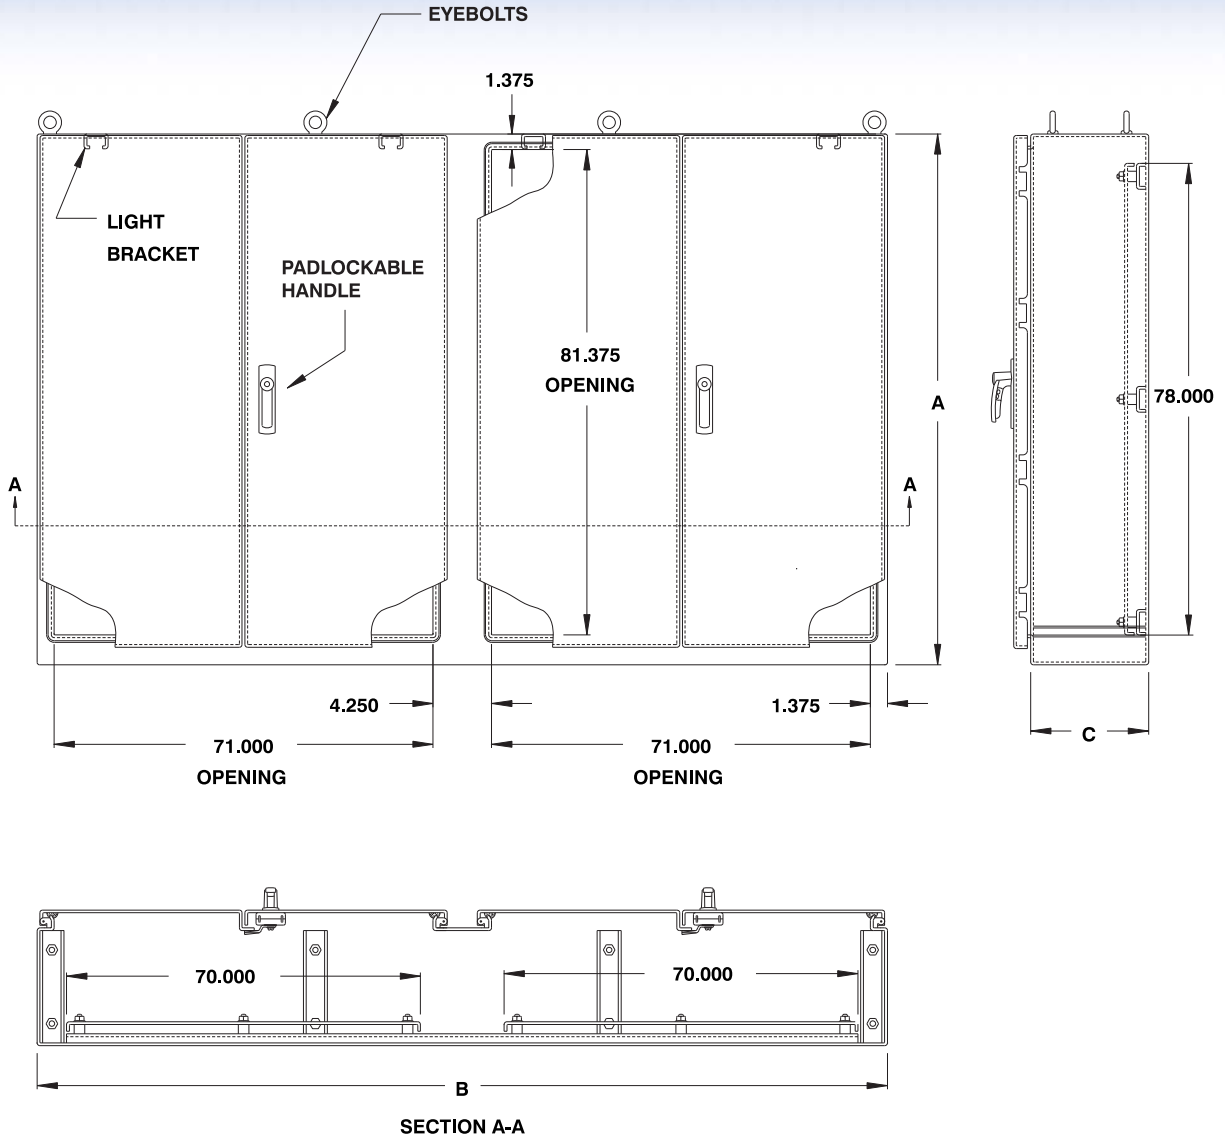 EYEBOLTS
1.375
LIGHT
BRACKET
PADLOCKABLE
HANDLE
81.375
OPENING
A
78.000
A
A
4.250
1.375
71.000
OPENING
71.000
OPENING
C
70.000
70.000
B
SECTION A-A